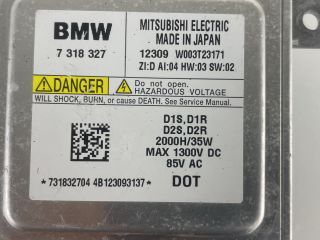 BMW
7 318 327
MITSUBISHI ELECTRIC
MADE IN JAPAN
12309 W003T23171
ZI:D AI:04 HW:03 SW:02
DANGER
Do not open.
HAZARDOUS VOLTAGE
WILL SHOCK, BURN, or cause DEATH. See Service Manual.
D1S,D1R
D2S,D2R
2000H/35W
MAX 1300V DC
85V AC
*731832704 4B123093137*
DOT